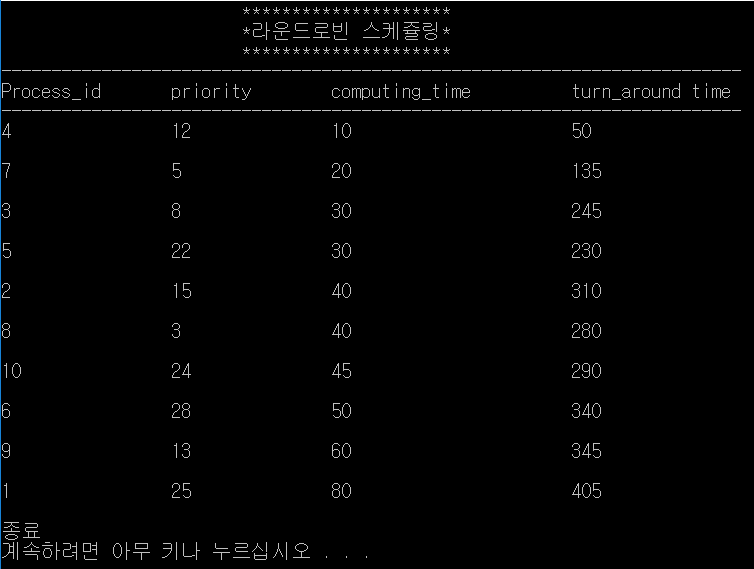 *********************
*라운드로빈 스케쥴링*
*********************
--------------------------------------------------------------------------
Process_id priority computing_time turn_around time
--------------------------------------------------------------------------
4 12 10 50
7 5 20 135
3 8 30 245
5 22 30 230
2 15 40 310
8 3 40 280
10 24 45 290
6 28 50 340
9 13 60 345
1 25 80 405
종료
계속하려면 아무 키나 누르십시오 . . .